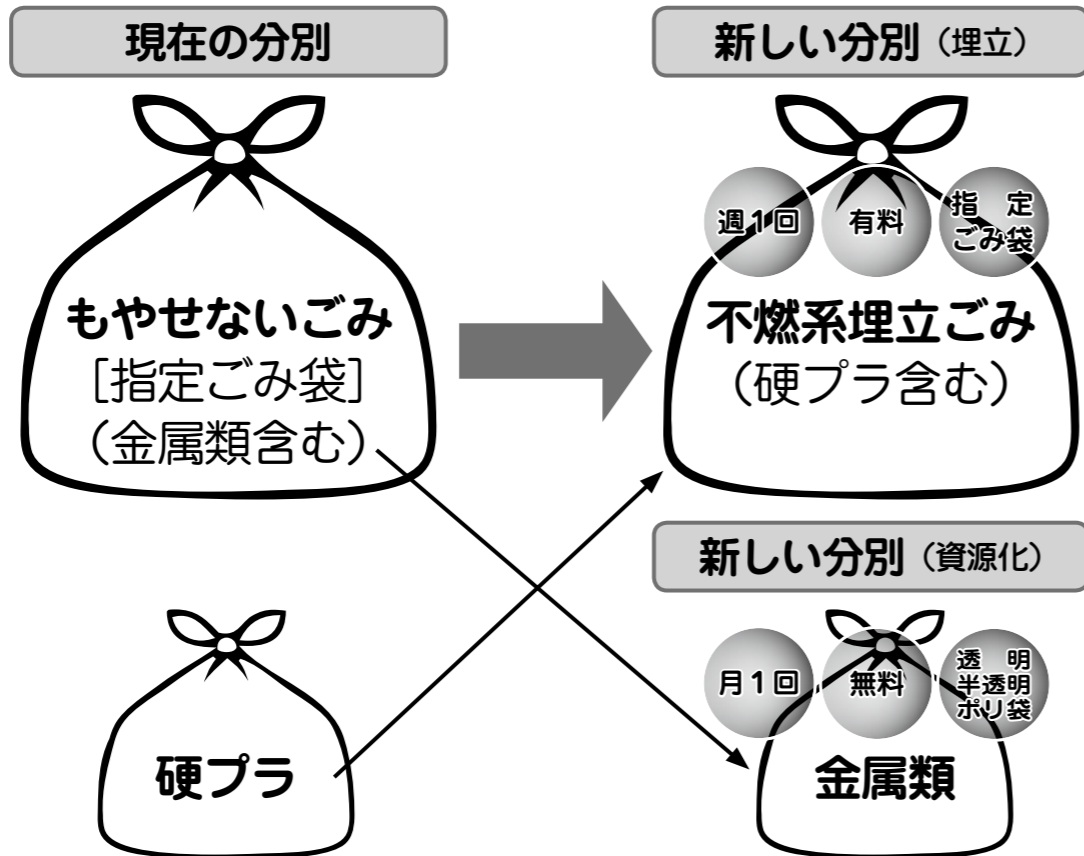 現在の分別
もやせないごみ
［指定ごみ袋］
（金属類含む）
硬プラ
新しい分別（埋立）
週1回
有料
指　定
ごみ袋
不燃系埋立ごみ
（硬プラ含む）
新しい分別（資源化）
月1回
無料
透　明
半透明
ポリ袋
金属類